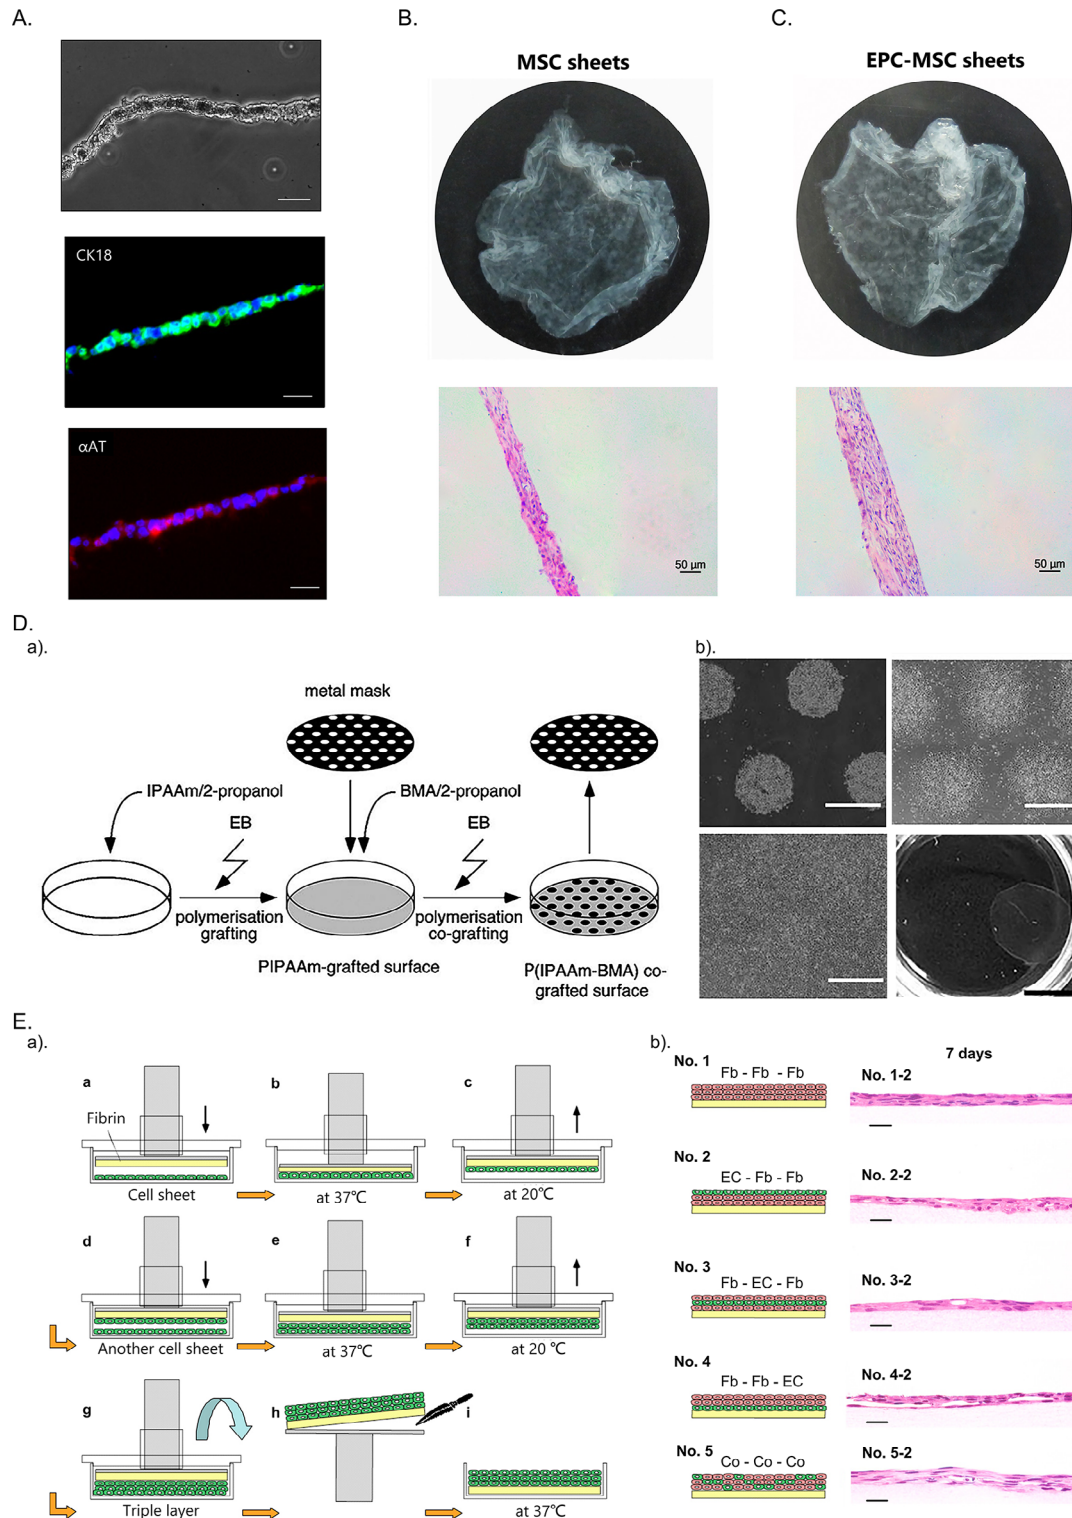 A.
B.
C.
MSC sheets
EPC-MSC sheets
CK18
αAT
50 μm
50 μm
D.
a).
b).
metal mask
IPAAm/2-propanol
BMA/2-propanol
EB
EB
polymerisation
grafting
polymerisation
co-grafting
PIPAAm-grafted surface
P(IPAAm-BMA) co-
grafted surface
E.
a).
b).
a
b
c
Fibrin
Cell sheet
at 37℃
at 20℃
d
e
f
Another cell sheet
at 37℃
at 20 ℃
g
h
i
Triple layer
at 37℃
7 days
No. 1
Fb - Fb - Fb
No. 1-2
No. 2
EC - Fb - Fb
No. 2-2
No. 3
Fb - EC - Fb
No. 3-2
No. 4
Fb - Fb - EC
No. 4-2
No. 5
Co - Co - Co
No. 5-2